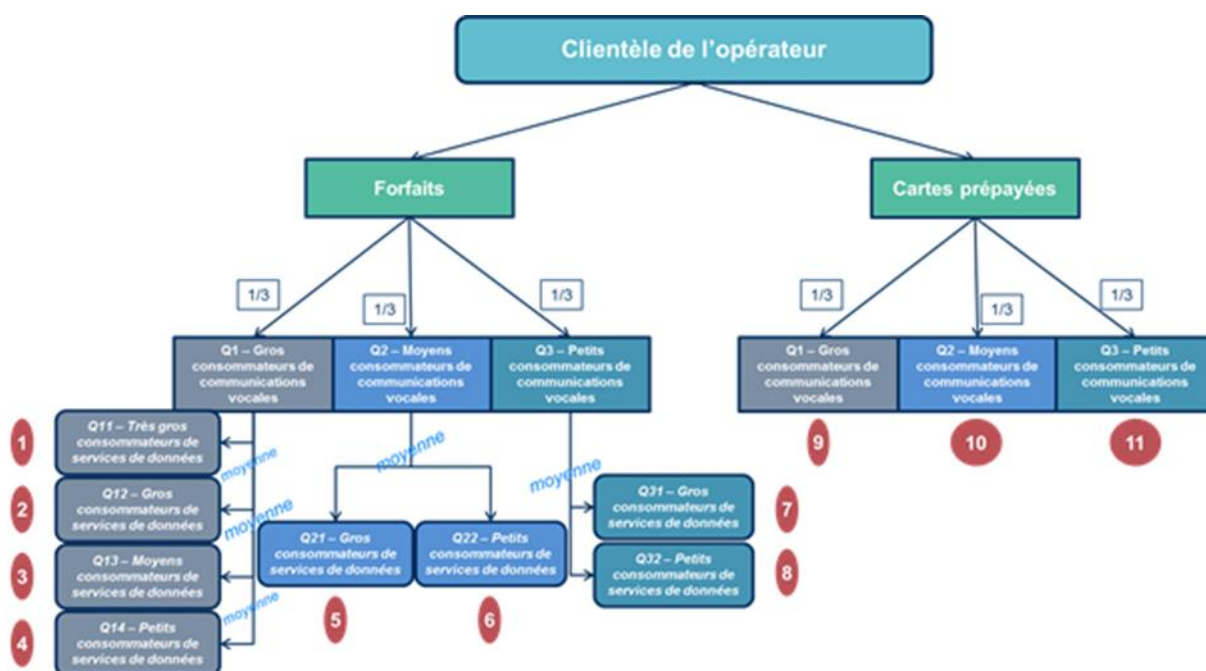 Clientèle de l'opérateur
Forfaits
Cartes prépayées
1/3
1/3
1/3
1/3
1/3
1/3
Q1 – Gros
consommateurs de
communications
vocales
Q2 – Moyens
consommateurs de
communications
vocales
Q3 – Petits
consommateurs de
communications
vocales
Q1 – Gros
consommateurs de
communications
vocales
Q2 – Moyens
consommateurs de
communications
vocales
Q3 – Petits
consommateurs de
communications
vocales
1
Q11 – Très gros
consommateurs de
services de données
moyenne
2
Q12 – Gros
consommateurs de
services de données
moyenne
3
Q13 – Moyens
consommateurs de
services de données
moyenne
4
Q14 – Petits
consommateurs de
services de données
moyenne
Q21 – Gros
consommateurs de
services de données
5
Q22 – Petits
consommateurs de
services de données
6
moyenne
Q31 – Gros
consommateurs de
services de données
7
Q32 – Petits
consommateurs de
services de données
8
9
10
11